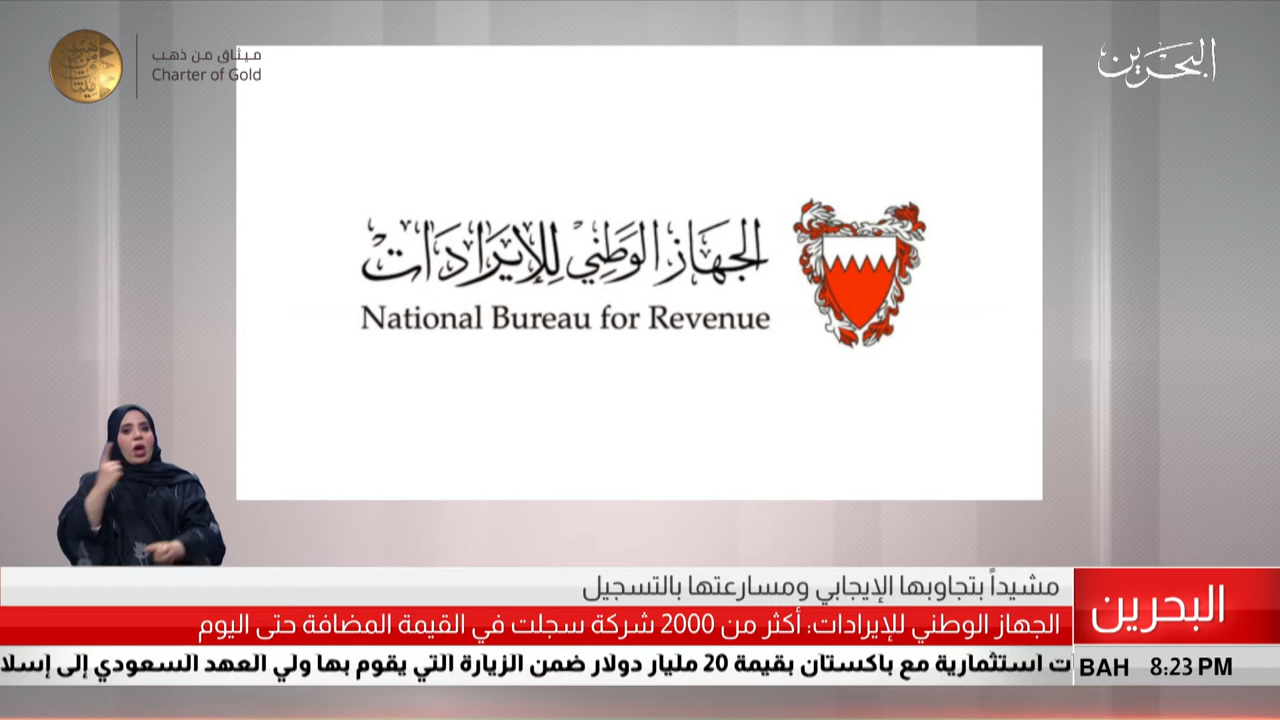 ميثاق من ذهب
Charter of Gold
البحرين
الجهاز الوطني للإيرادات
National Bureau for Revenue
مشيداً بتجاوبها الإيجابي ومسارعتها بالتسجيل
الجهاز الوطني للإيرادات: أكثر من 2000 شركة سجلت في القيمة المضافة حتى اليوم
البحرين
ت استثمارية مع باكستان بقيمة 20 مليار دولار ضمن الزيارة التي يقوم بها ولي العهد السعودي إلى إسلا
BAH 8:23 PM